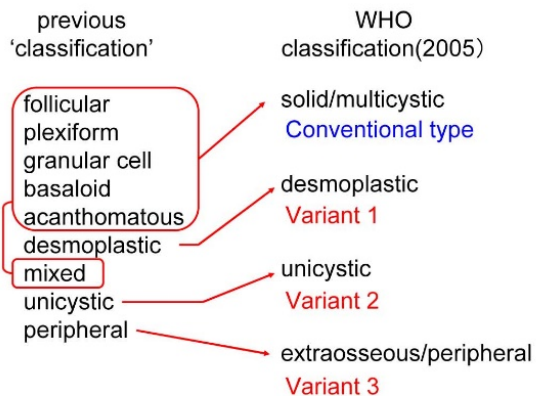 previous
'classification'
follicular
plexiform
granular cell
basaloid
acanthomatous
desmoplastic
mixed
unicystic
peripheral
WHO
classification(2005）
solid/multicystic
Conventional type
desmoplastic
Variant 1
unicystic
Variant 2
extraosseous/peripheral
Variant 3